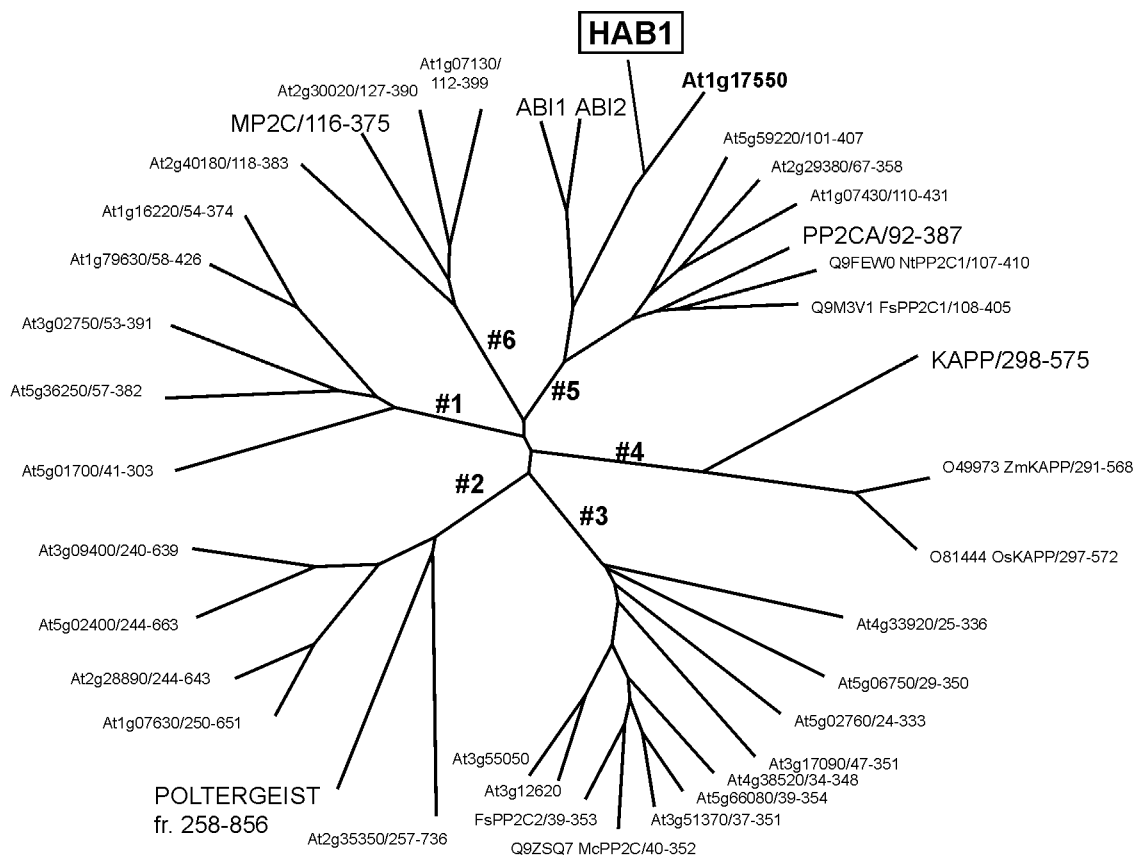 HAB1
At1g07130/
112-399
At1g17550
At2g30020/127-390
ABI1 ABI2
MP2C/116-375
At5g59220/101-407
At2g40180/118-383
At2g29380/67-358
At1g07430/110-431
At1g16220/54-374
PP2CA/92-387
At1g79630/58-426
Q9FEW0 NtPP2C1/107-410
Q9M3V1 FsPP2C1/108-405
At3g02750/53-391
#6
KAPP/298-575
At5g36250/57-382
#5
#1
#4
At5g01700/41-303
O49973 ZmKAPP/291-568
#2
#3
At3g09400/240-639
O81444 OsKAPP/297-572
At5g02400/244-663
At4g33920/25-336
At2g28890/244-643
At5g06750/29-350
At1g07630/250-651
At5g02760/24-333
At3g55050
At3g17090/47-351
At4g38520/34-348
At3g12620
At5g66080/39-354
POLTERGEIST
fr. 258-856
FsPP2C2/39-353
At3g51370/37-351
At2g35350/257-736
Q9ZSQ7 McPP2C/40-352